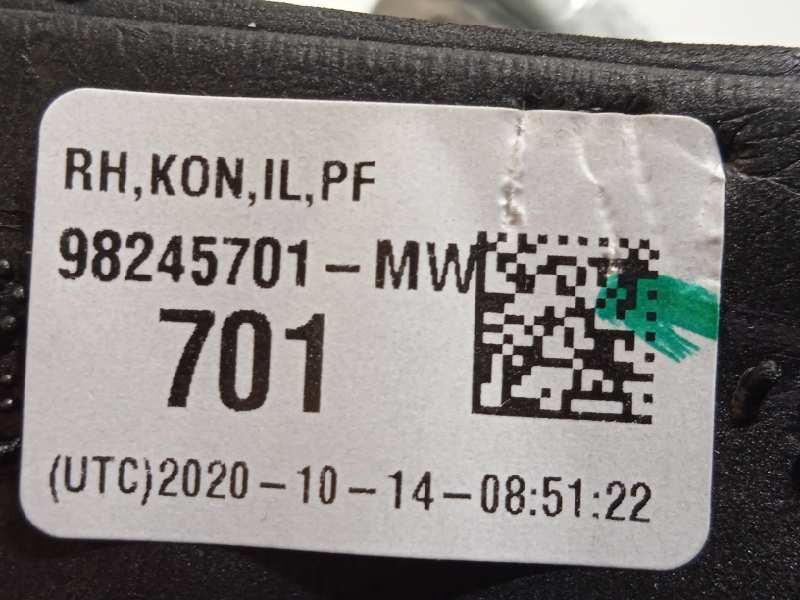 RH,KON,IL,PF
98245701-MW
701
(UTC)2020-10-14-08:51:22